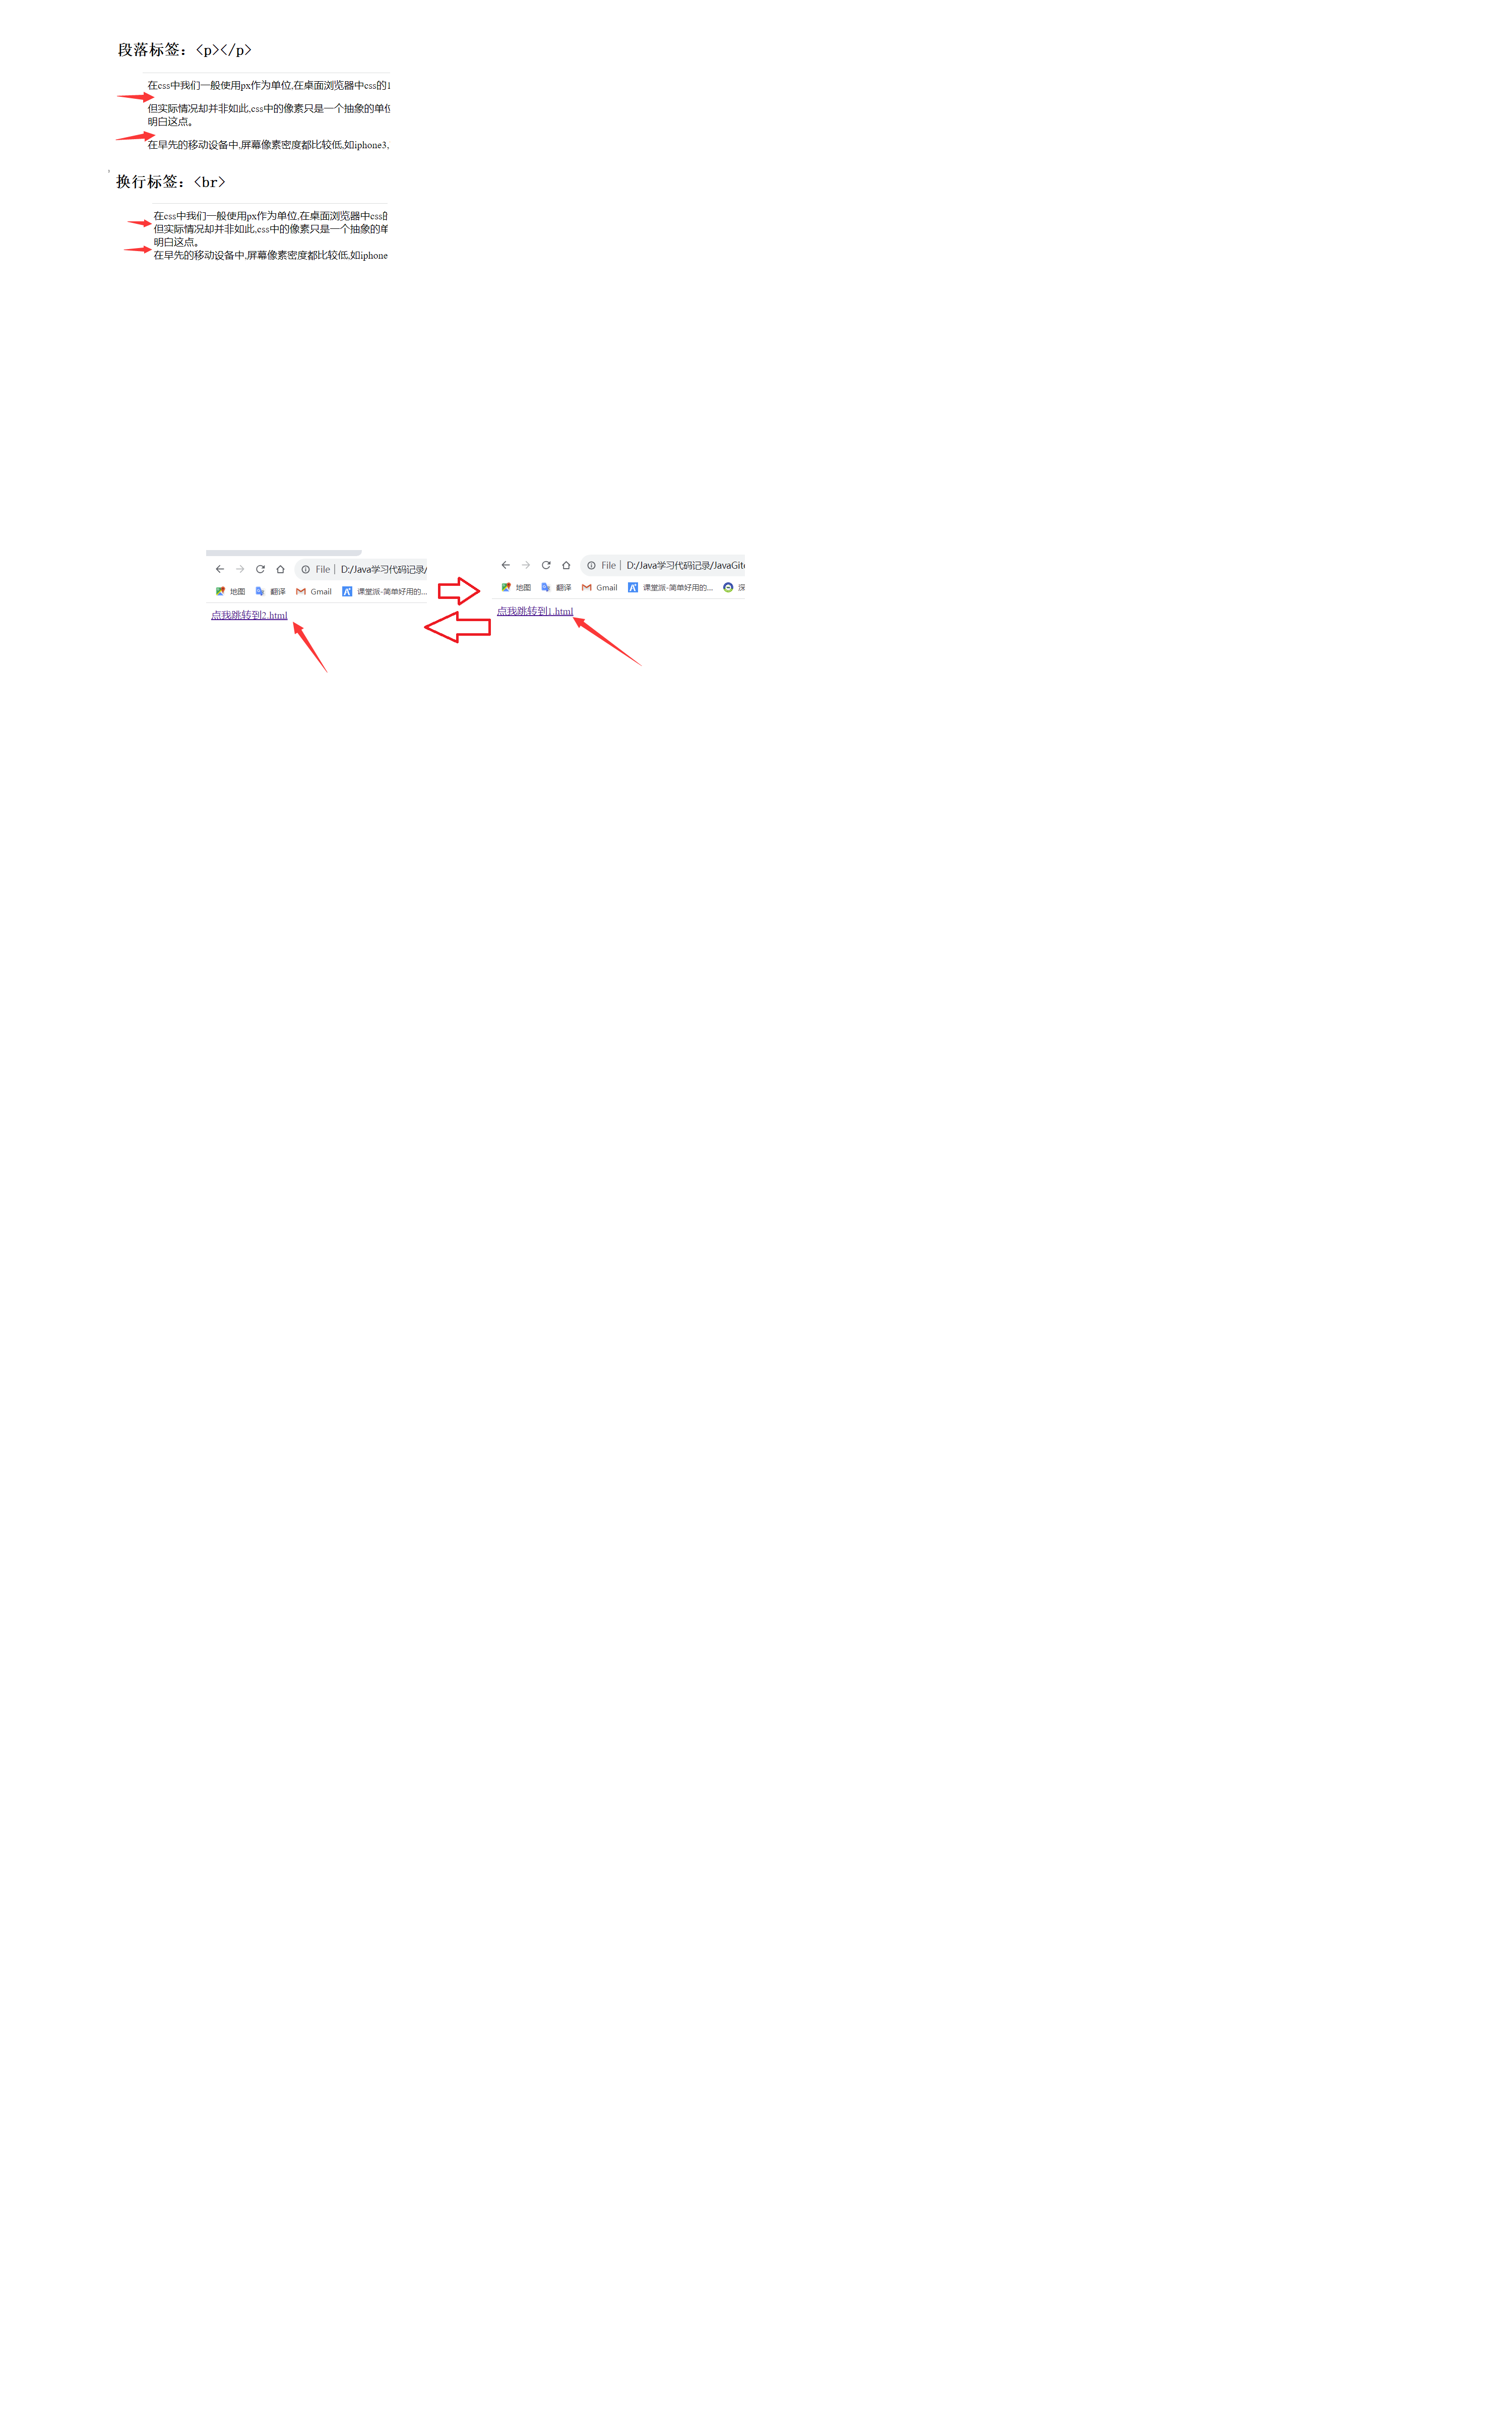 段落标签：<p></p>
在css中我们一般使用px作为单位,在桌面浏览器中css的1
但实际情况却并非如此,css中的像素只是一个抽象的单位
明白这点。
在早先的移动设备中,屏幕像素密度都比较低,如iphone3,
换行标签：<br>
在css中我们一般使用px作为单位,在桌面浏览器中css的
但实际情况却并非如此,css中的像素只是一个抽象的单
明白这点。
在早先的移动设备中,屏幕像素密度都比较低,如iphone
File | D:/Java学习代码记录/
地图 翻译 Gmail 课堂派-简单好用的...
点我跳转到2.html
File | D:/Java学习代码记录/JavaGite
地图 翻译 Gmail 课堂派-简单好用的... 深
点我跳转到1.html